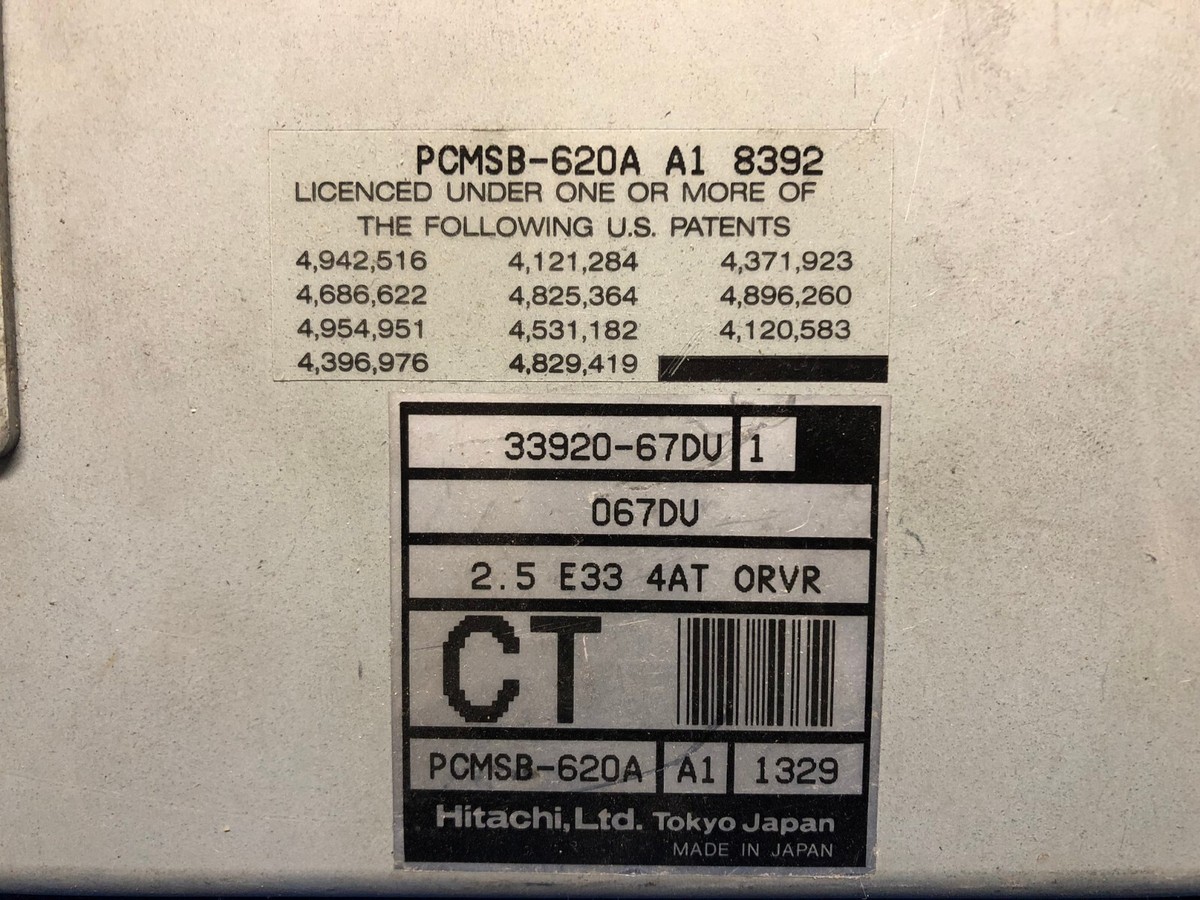 PCMSB-620A A1 8392
LICENCED UNDER ONE OR MORE OF
THE FOLLOWING U.S. PATENTS
4,942,516 4,121,284 4,371,923
4,686,622 4,825,364 4,896,260
4,954,951 4,531,182 4,120,583
4,396,976 4,829,419
33920-67DV 1
067DV
2.5 E33 4AT ORVR
CT
PCMSB-620A A1 1329
Hitachi, Ltd. Tokyo Japan
MADE IN JAPAN